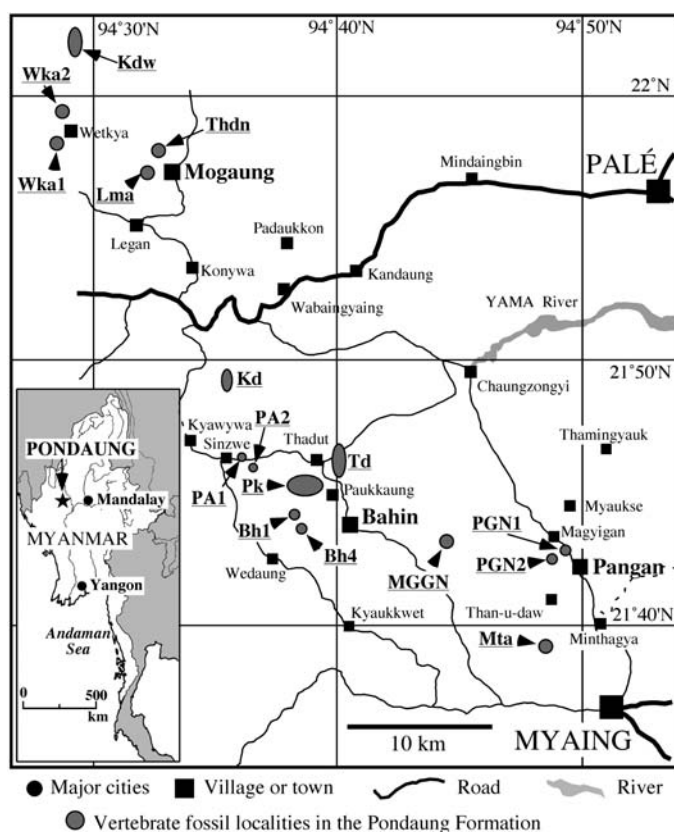 94˚30'E
94˚40'
94˚50'
Kdw
Wka2
22˚N
Wetkya
Thdn
Wka1
Lma
Mogaung
Mindaingbin
PALÉ
Legan
Padaukkon
Konywa
Kandaung
Wabaingyaing
YAMA River
21˚50'N
Kd
Chaungzongyi
Kyawywa
PA2
Sinzwe
Thadut
Thamingyauk
Td
PA1
Pk
Paukkaung
Myaukse
Bh1
Bahin
PGN1
Magyigan
Bh4
MGGN
PGN2
Pangan
Wedaung
Than-u-daw
Kyaukkwet
21˚40'N
Minthagya
Mta
10 km
MYAING
PONDAUNG
Mandalay
MYANMAR
Yangon
Andaman
Sea
0 500
km
Major cities Village or town Road River
Vertebrate fossil localities in the Pondaung Formation